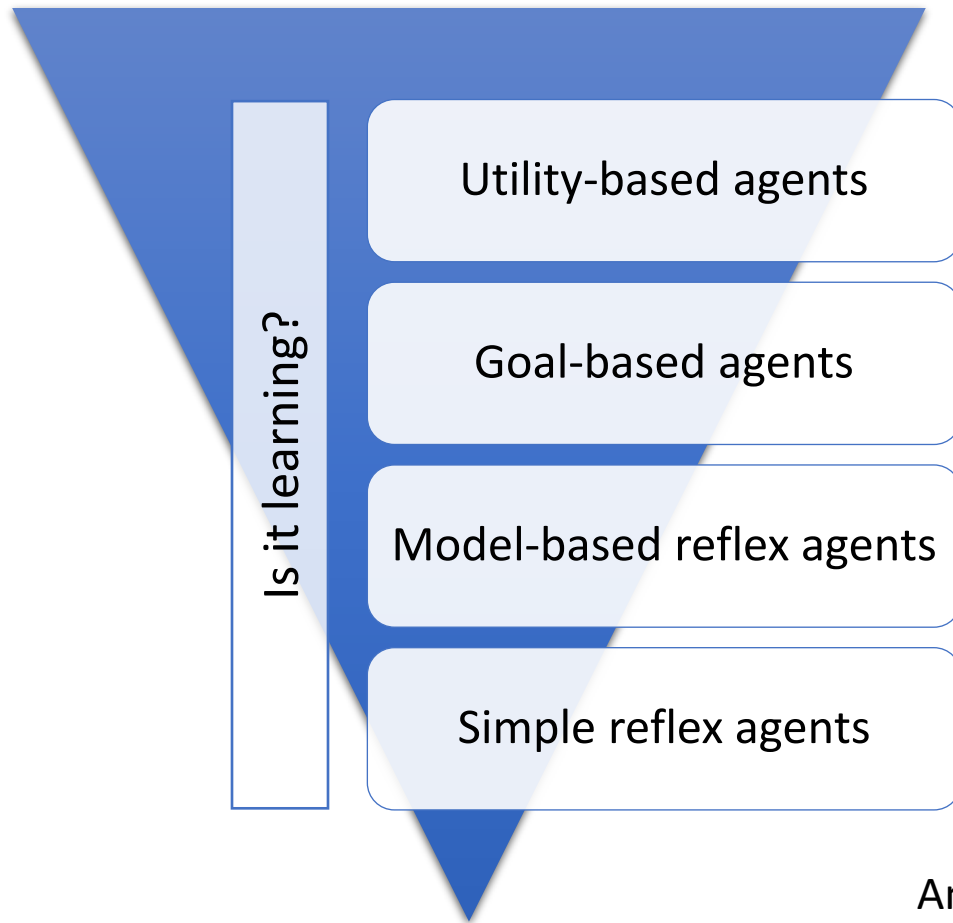 Utility-based agents
Goal-based agents
Is it learning?
Model-based reflex agents
Simple reflex agents